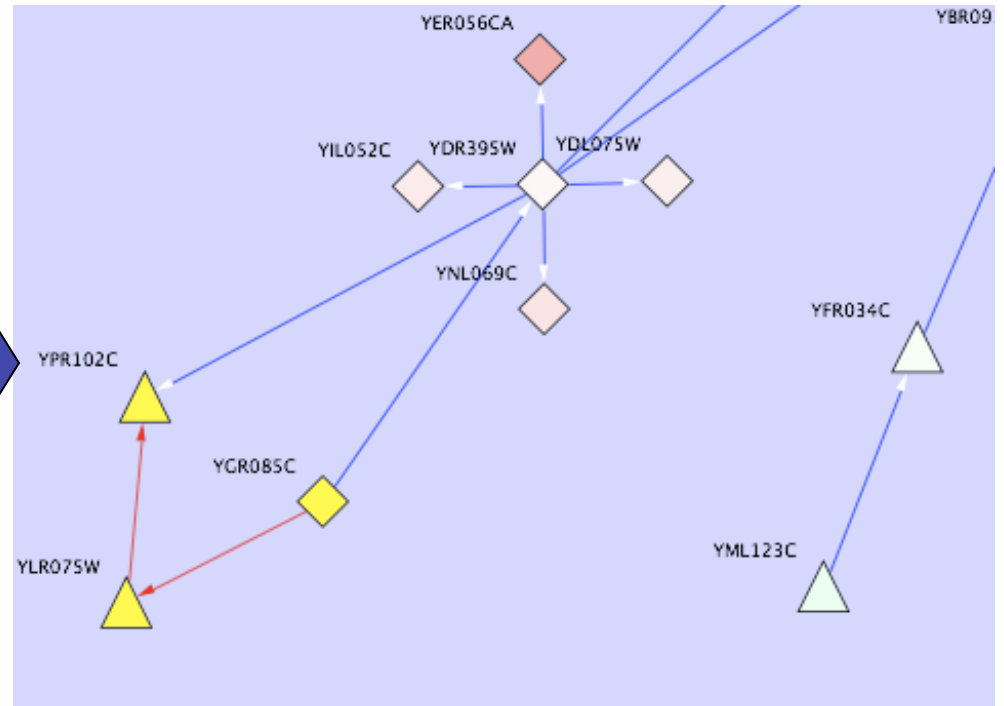 YER056CA
YBR09
YIL052C
YDR395W
YDL075W
YNL069C
YFR034C
YPR102C
YGR085C
YML123C
YLR075W